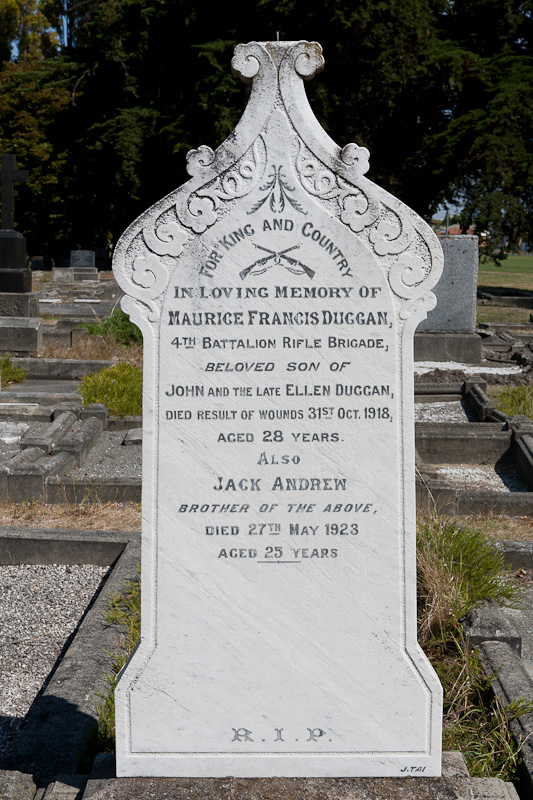 FOR KING AND COUNTRY
IN LOVING MEMORY OF
MAURICE FRANCIS DUGGAN,
4TH BATTALION RIFLE BRIGADE,
BELOVED SON OF
JOHN AND THE LATE ELLEN DUGGAN,
DIED RESULT OF WOUNDS 31ST OCT. 1918,
AGED 28 YEARS.
ALSO
JACK ANDREW
BROTHER OF THE ABOVE,
DIED 27TH MAY 1923
AGED 25 YEARS
R.I.P.
J. TAIT